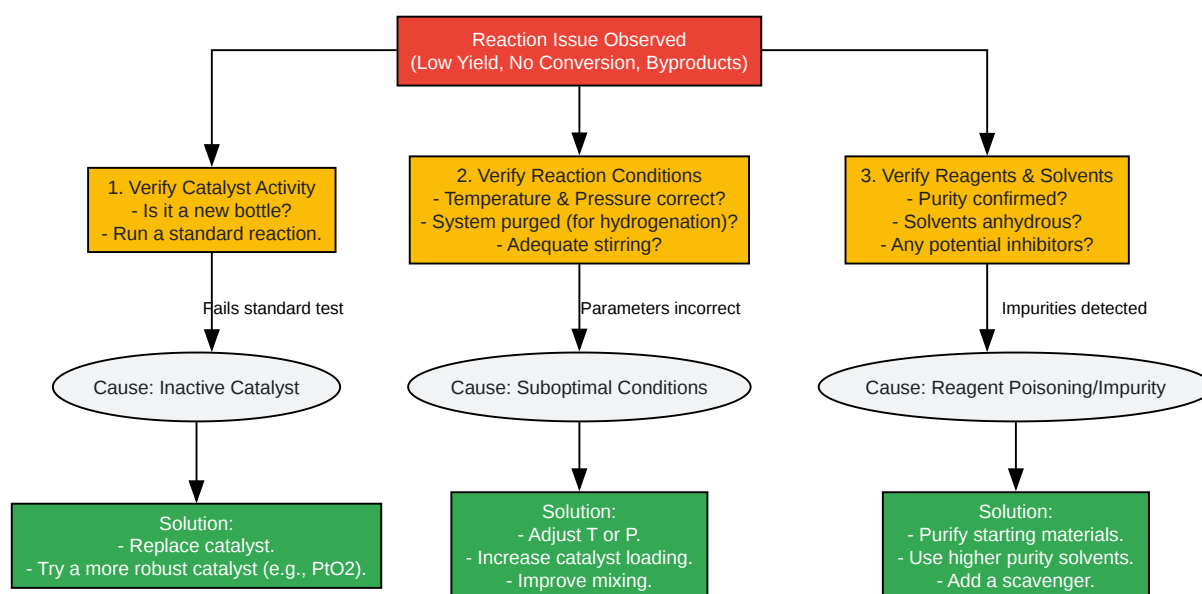 Reaction Issue Observed
(Low Yield, No Conversion, Byproducts)
1. Verify Catalyst Activity
- Is it a new bottle?
- Run a standard reaction.
2. Verify Reaction Conditions
- Temperature & Pressure correct?
- System purged (for hydrogenation)?
- Adequate stirring?
3. Verify Reagents & Solvents
- Purity confirmed?
- Solvents anhydrous?
- Any potential inhibitors?
Fails standard test
Parameters incorrect
Impurities detected
Cause: Inactive Catalyst
Cause: Suboptimal Conditions
Cause: Reagent Poisoning/Impurity
Solution:
- Replace catalyst.
- Try a more robust catalyst (e.g., PtO2).
Solution:
- Adjust T or P.
- Increase catalyst loading.
- Improve mixing.
Solution:
- Purify starting materials.
- Use higher purity solvents.
- Add a scavenger.